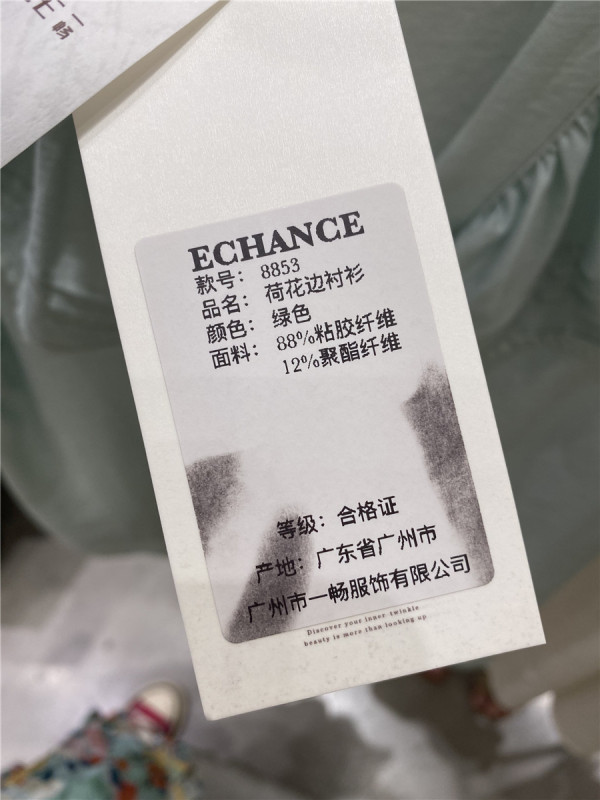 畅
ECHANCE
款号： 8853
品名： 荷花边衬衫
颜色： 绿色
面料： 88%粘胶纤维
12%聚酯纤维
等级：合格证
产地：广东省广州市
广州市一畅服饰有限公司
Discover your inner twinkle
beauty is more than looking up